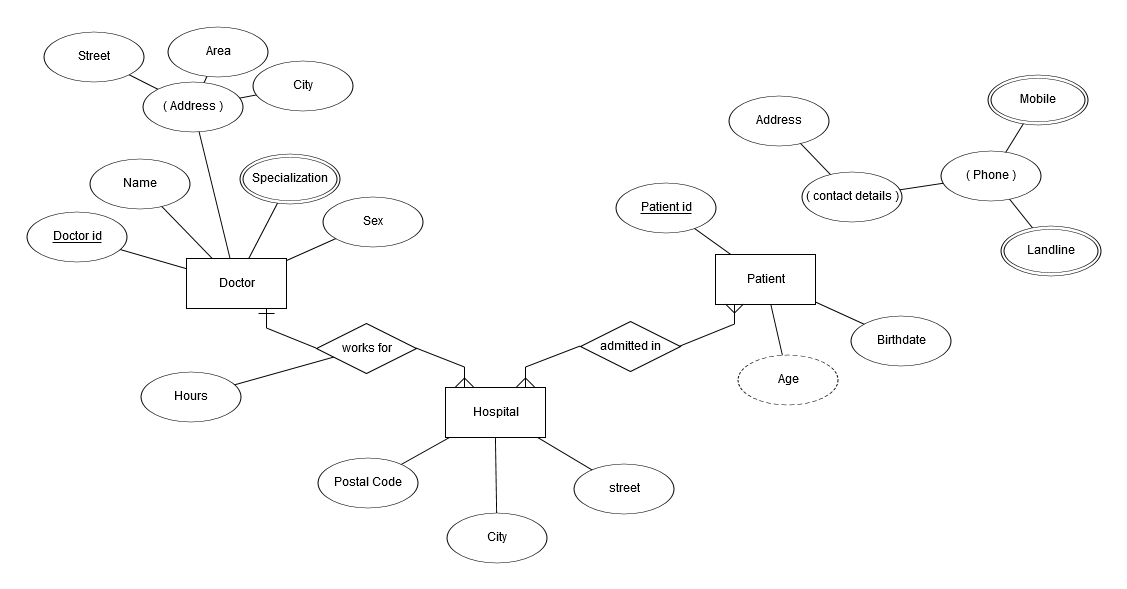 Street
Area
City
( Address )
Mobile
Address
( Phone )
( contact details )
Name
Specialization
Patient id
Sex
Doctor id
Landline
Doctor
Patient
Birthdate
works for
admitted in
Age
Hours
Hospital
Postal Code
street
City